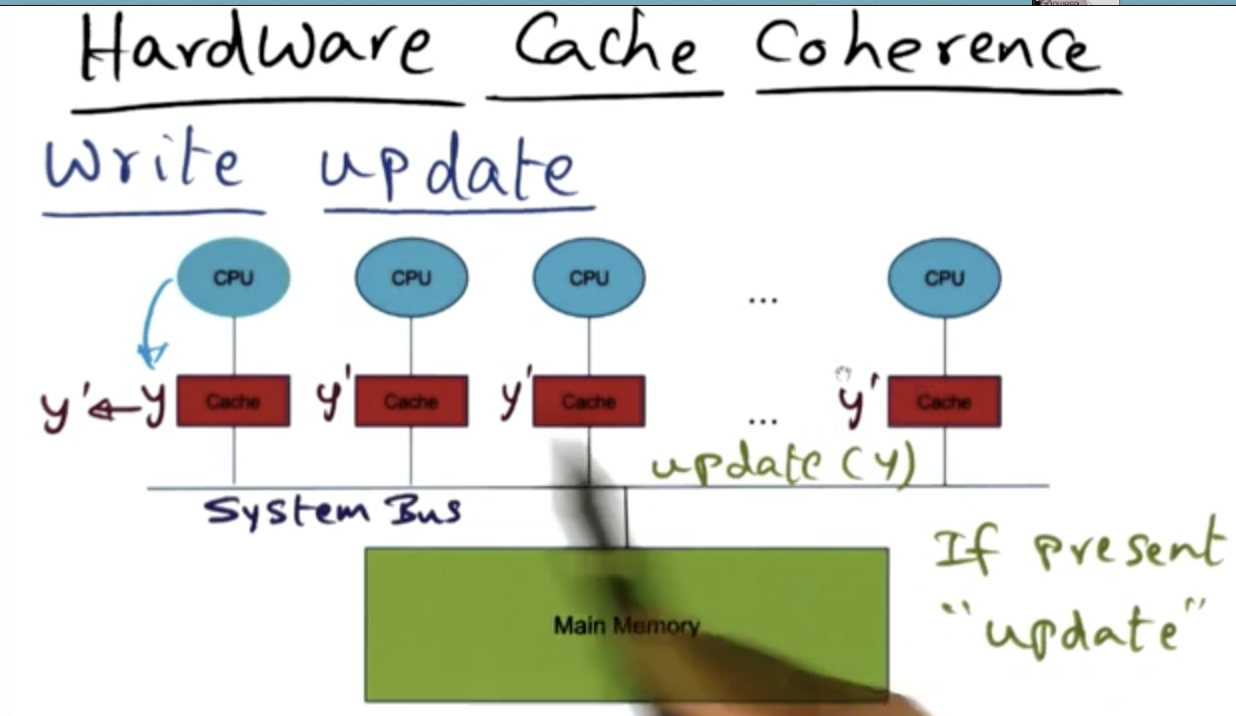 Hardware Cache Coherence
Write update
CPU CPU CPU ... CPU
y' ← y Cache y' Cache y' Cache ... y' Cache
update (y)
System Bus
If present
"update"
Main Memory